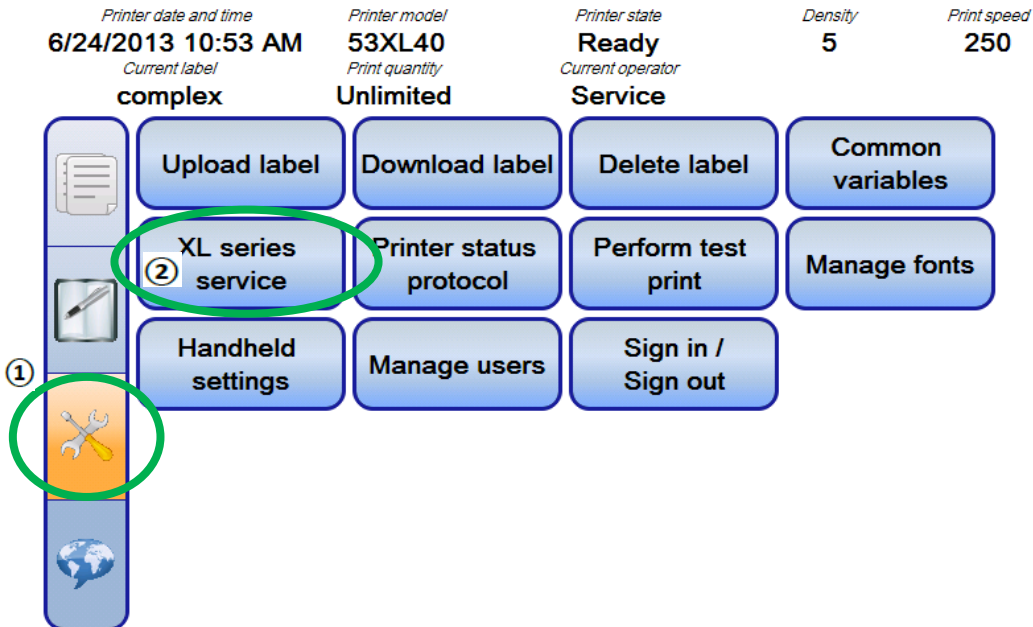 Printer date and time Printer model Printer state Density Print speed
6/24/2013 10:53 AM 53XL40 Ready 5 250
Current label Print quantity Current operator
complex Unlimited Service
Upload label Download label Delete label Common
variables
XL series
② service
Printer status
protocol
Perform test
print
Manage fonts
①
Handheld
settings
Manage users
Sign in /
Sign out